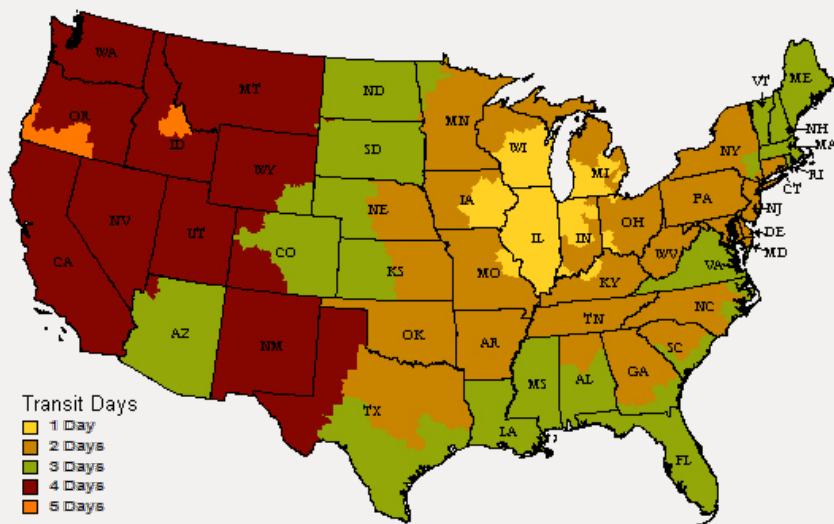 WA
MT
ND
MN
VT
ME
OR
ID
WY
SD
WI
MI
NY
NH
MA
RI
CT
NV
UT
CO
NE
IA
IL
IN
OH
PA
NJ
DE
MD
CA
KS
MO
KY
WV
VA
AZ
NM
OK
AR
TN
NC
SC
TX
LA
MS
AL
GA
FL
Transit Days
1 Day
2 Days
3 Days
4 Days
5 Days